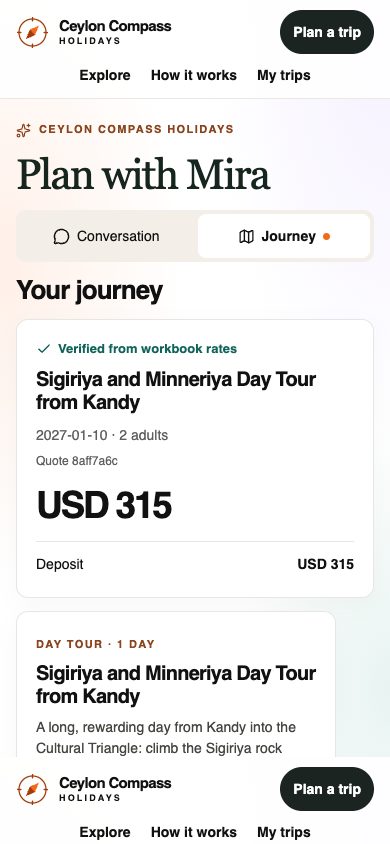 Ceylon Compass
HOLIDAYS
Plan a trip
Explore How it works My trips
CEYLON COMPASS HOLIDAYS
Plan with Mira
Conversation Journey
Your journey
Verified from workbook rates
Sigiriya and Minneriya Day Tour
from Kandy
2027-01-10 · 2 adults
Quote 8aff7a6c
USD 315
Deposit USD 315
DAY TOUR · 1 DAY
Sigiriya and Minneriya Day Tour
from Kandy
A long, rewarding day from Kandy into the
Cultural Triangle: climb the Sigiriya rock
Ceylon Compass
HOLIDAYS
Plan a trip
Explore How it works My trips